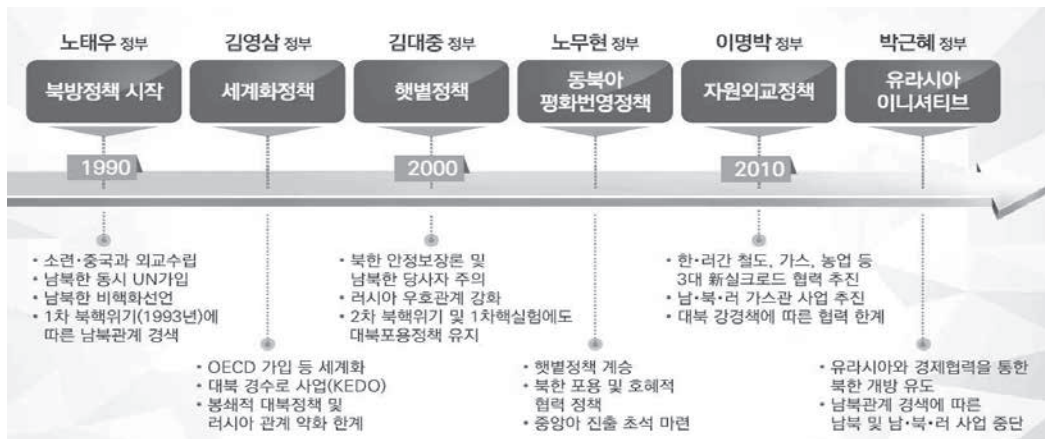 노태우 정부
김영삼 정부
김대중 정부
노무현 정부
이명박 정부
박근혜 정부
북방정책 시작
세계화정책
햇볕정책
동북아
평화번영정책
자원외교정책
유라시아
이니셔티브
1990
2000
2010
• 소련·중국과 외교수립
• 남북한 동시 UN가입
• 남북한 비핵화선언
• 1차 북핵위기(1993년)에
따른 남북관계 경색
• OECD 가입 등 세계화
• 대북 경수로 사업(KEDO)
• 봉쇄적 대북정책 및
러시아 관계 약화 한계
• 북한 안정보장론 및
남북한 당사자 주의
• 러시아 우호관계 강화
• 2차 북핵위기 및 1차핵실험에도
대북포용정책 유지
• 햇볕정책 계승
• 북한 포용 및 호혜적
협력 정책
• 중앙아 진출 초석 마련
• 한·러간 철도, 가스, 농업 등
3대 新실크로드 협력 추진
• 남·북·러 가스관 사업 추진
• 대북 강경책에 따른 협력 한계
• 유라시아와 경제협력을 통한
북한 개방 유도
• 남북관계 경색에 따른
남북 및 남·북·러 사업 중단